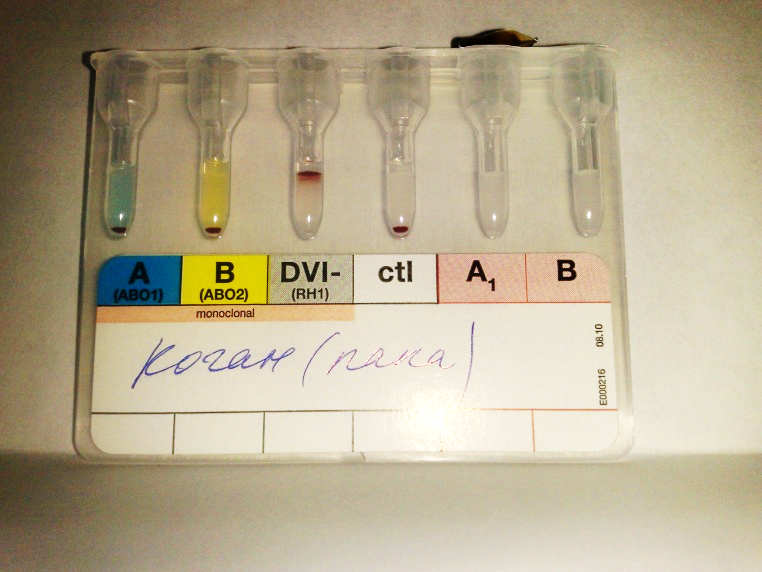 A B DVI- ctl A1 B
(ABO1) (ABO2) (RH1)
monoclonal
Коган (папа)
E000216 08.10